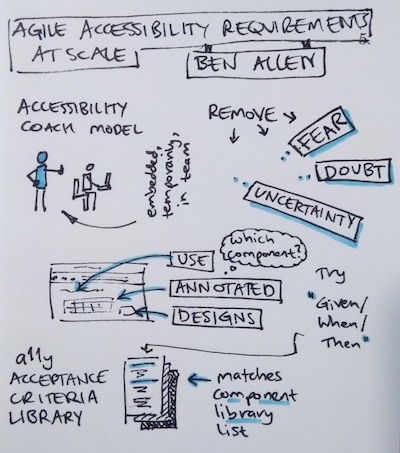 AGILE ACCESSIBILITY REQUIREMENTS
AT SCALE
BEN ALLEN
ACCESSIBILITY
COACH MODEL
embedded,
temporarily,
in team
REMOVE
FEAR
DOUBT
UNCERTAINTY
which
component?
USE
ANNOTATED
DESIGNS
Try
"Given/
When/
Then"
a11y
ACCEPTANCE
CRITERIA
LIBRARY
matches
component
library
list